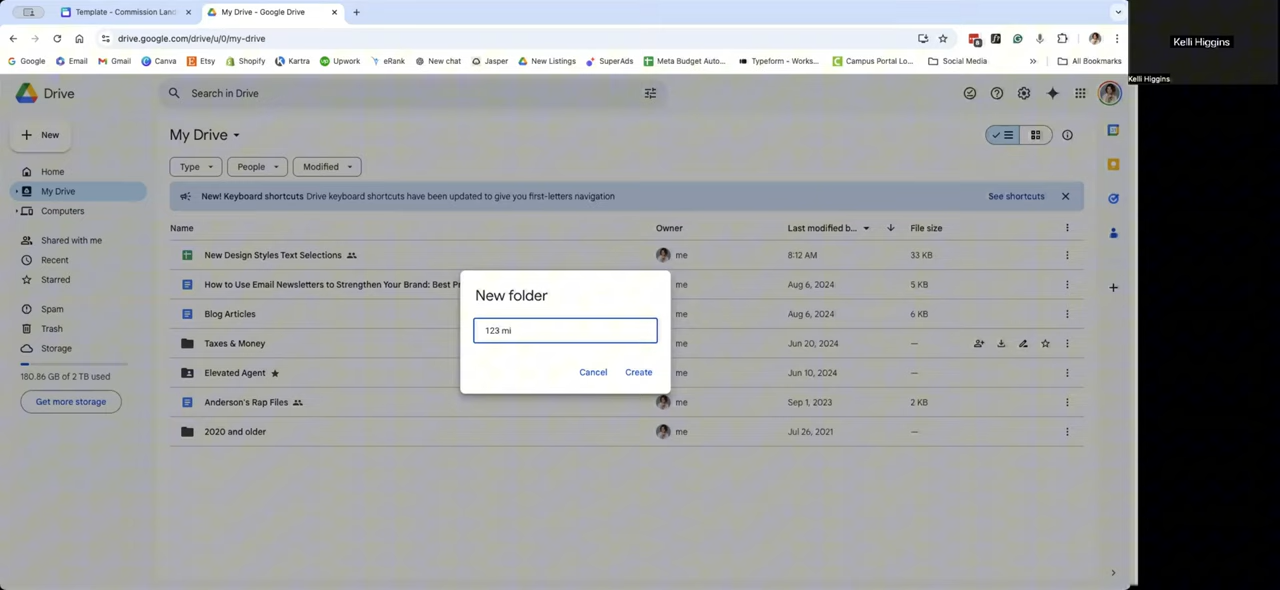 Template - Commission Land
My Drive - Google Drive
drive.google.com/drive/u/0/my-drive
Google
Email
Gmail
Canva
Etsy
Shopify
Kartra
Upwork
eRank
New chat
Jasper
New Listings
SuperAds
Meta Budget Auto...
Typeform - Works...
Campus Portal Lo...
Social Media
All Bookmarks
Kelli Higgins
Kelli Higgins
Drive
Search in Drive
New
My Drive
Type
People
Modified
Home
My Drive
Computers
Shared with me
Recent
Starred
Spam
Trash
Storage
180.86 GB of 2 TB used
Get more storage
New! Keyboard shortcuts Drive keyboard shortcuts have been updated to give you first-letters navigation
See shortcuts
Name Owner Last modified b... File size
New Design Styles Text Selections me 8:12 AM 33 KB
How to Use Email Newsletters to Strengthen Your Brand: Best Pr me Aug 6, 2024 5 KB
Blog Articles me Aug 6, 2024 6 KB
Taxes & Money me Jun 20, 2024 —
Elevated Agent me Jun 10, 2024 —
Anderson's Rap Files me Sep 1, 2023 2 KB
2020 and older me Jul 26, 2021 —
New folder
123 mi
Cancel
Create